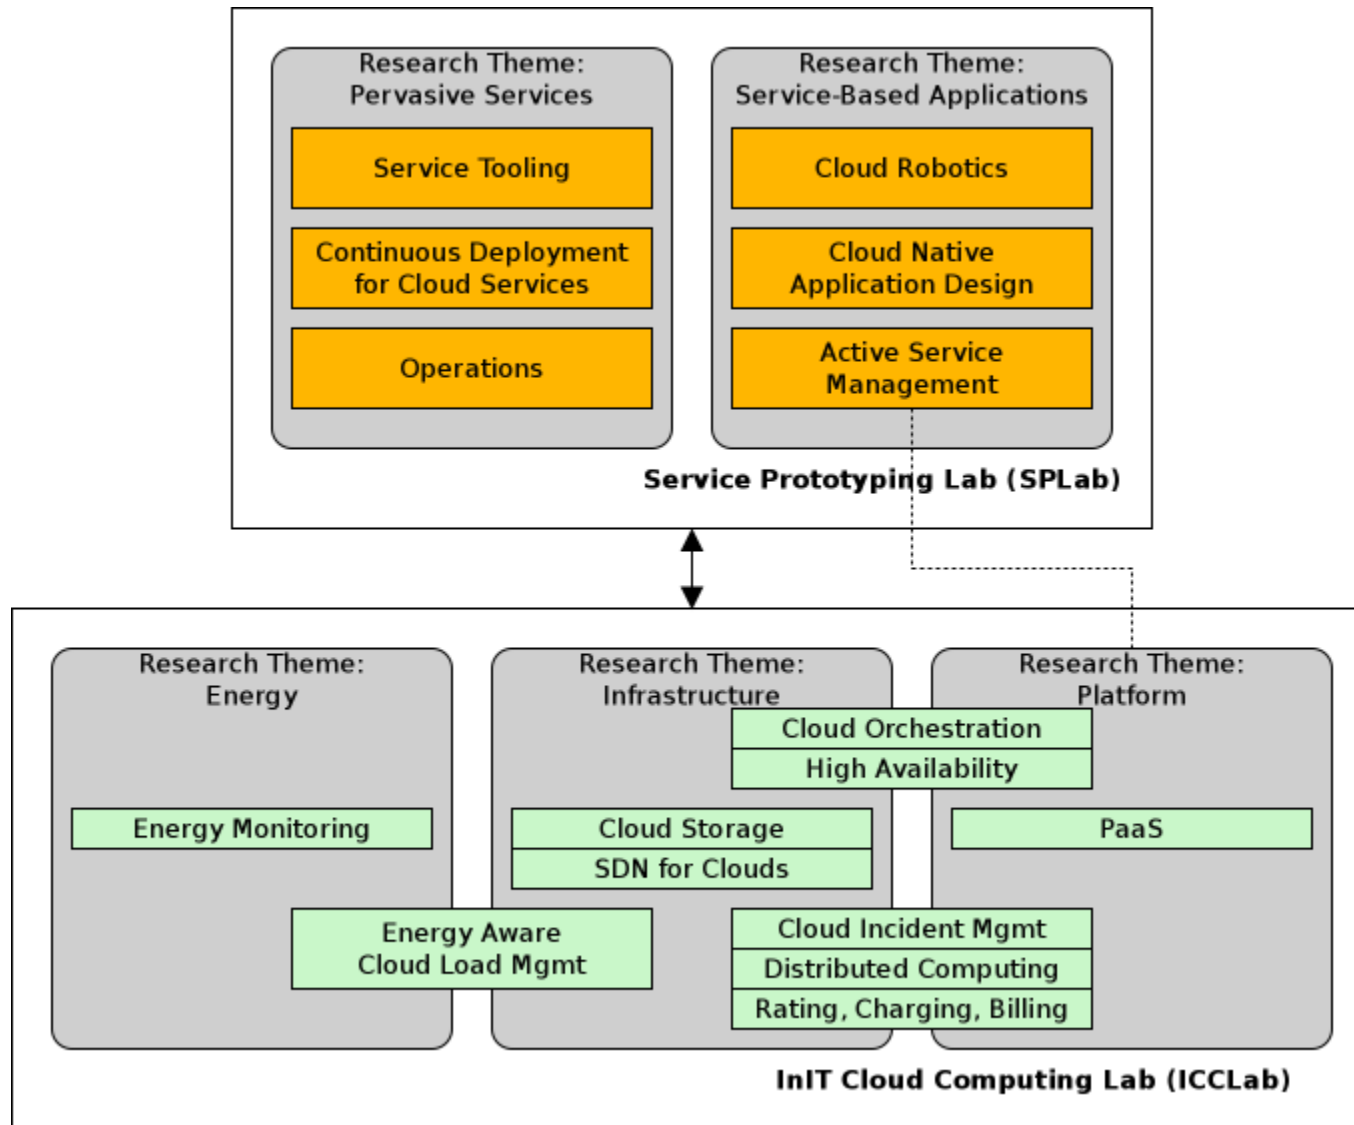 Research Theme:
Pervasive Services
Service Tooling
Continuous Deployment
for Cloud Services
Operations
Research Theme:
Service-Based Applications
Cloud Robotics
Cloud Native
Application Design
Active Service
Management
Service Prototyping Lab (SPLab)
Research Theme:
Energy
Energy Monitoring
Energy Aware
Cloud Load Mgmt
Research Theme:
Infrastructure
Cloud Orchestration
High Availability
Cloud Storage
SDN for Clouds
Cloud Incident Mgmt
Distributed Computing
Rating, Charging, Billing
Research Theme:
Platform
PaaS
InIT Cloud Computing Lab (ICCLab)